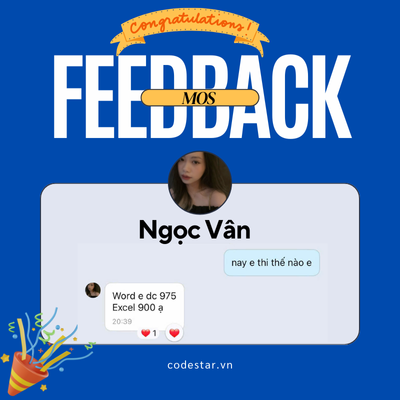 Congratulations!
FEEDBACK
MOS
Ngọc Vân
nay e thi thế nào e
Word e dc 975
Excel 900 ạ
20:39
1
codestar.vn